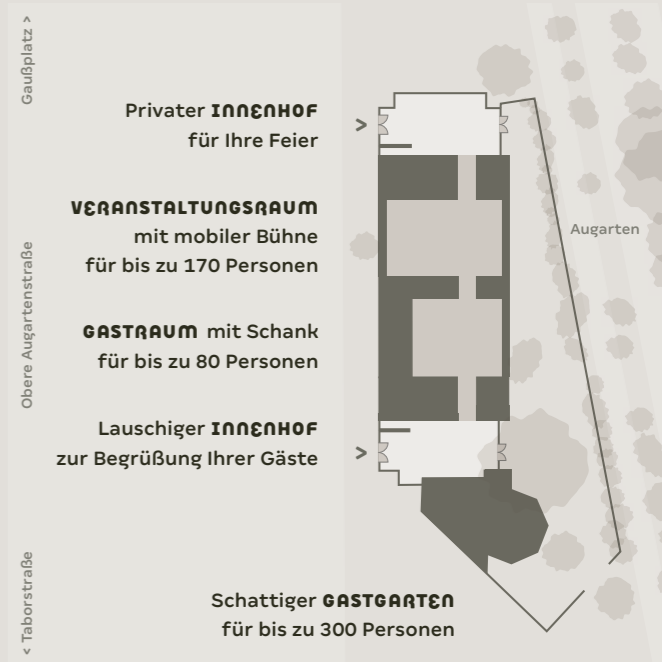 Gaußplatz >
Privater INNENHOF
für Ihre Feier
>
VERANSTALTUNGSRAUM
mit mobiler Bühne
für bis zu 170 Personen
Augarten
Obere Augartenstraße
GASTRAUM mit Schank
für bis zu 80 Personen
Lauschiger INNENHOF
zur Begrüßung Ihrer Gäste
>
< Taborstraße
Schattiger GASTGARTEN
für bis zu 300 Personen